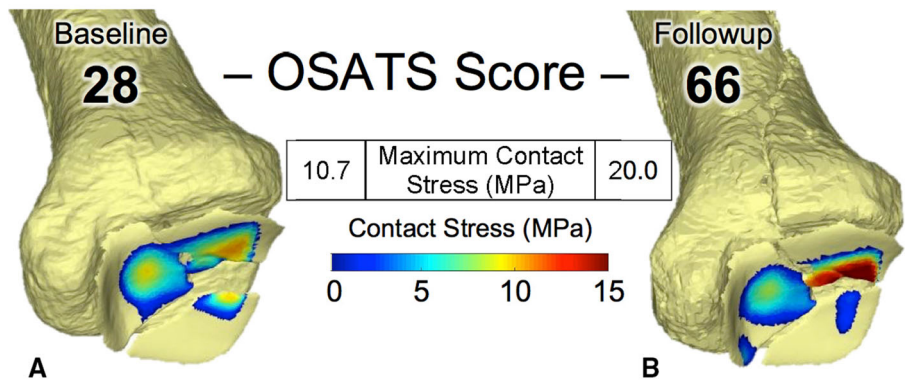 Baseline
28
– OSATS Score –
Followup
66
10.7
Maximum Contact
Stress (MPa)
20.0
Contact Stress (MPa)
0 5 10 15
A
B